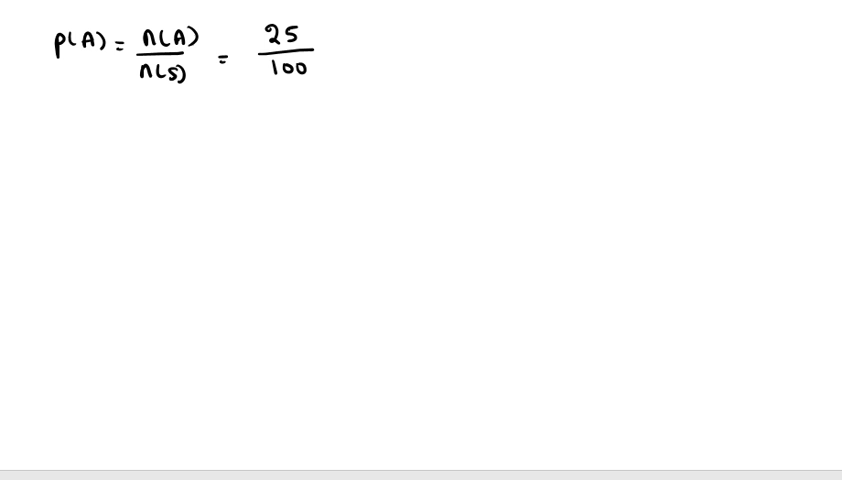 P(A) = n(A)/n(S) = 25/100